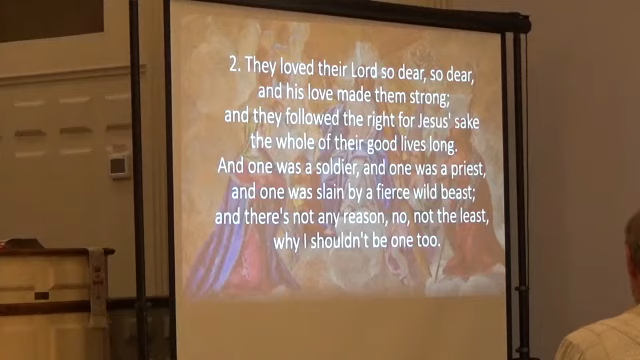 2. They loved their Lord so dear, so dear,
and his love made them strong;
and they followed the right for Jesus' sake
the whole of their good lives long.
And one was a soldier, and one was a priest,
and one was slain by a fierce wild beast;
and there's not any reason, no, not the least,
why I shouldn't be one too.